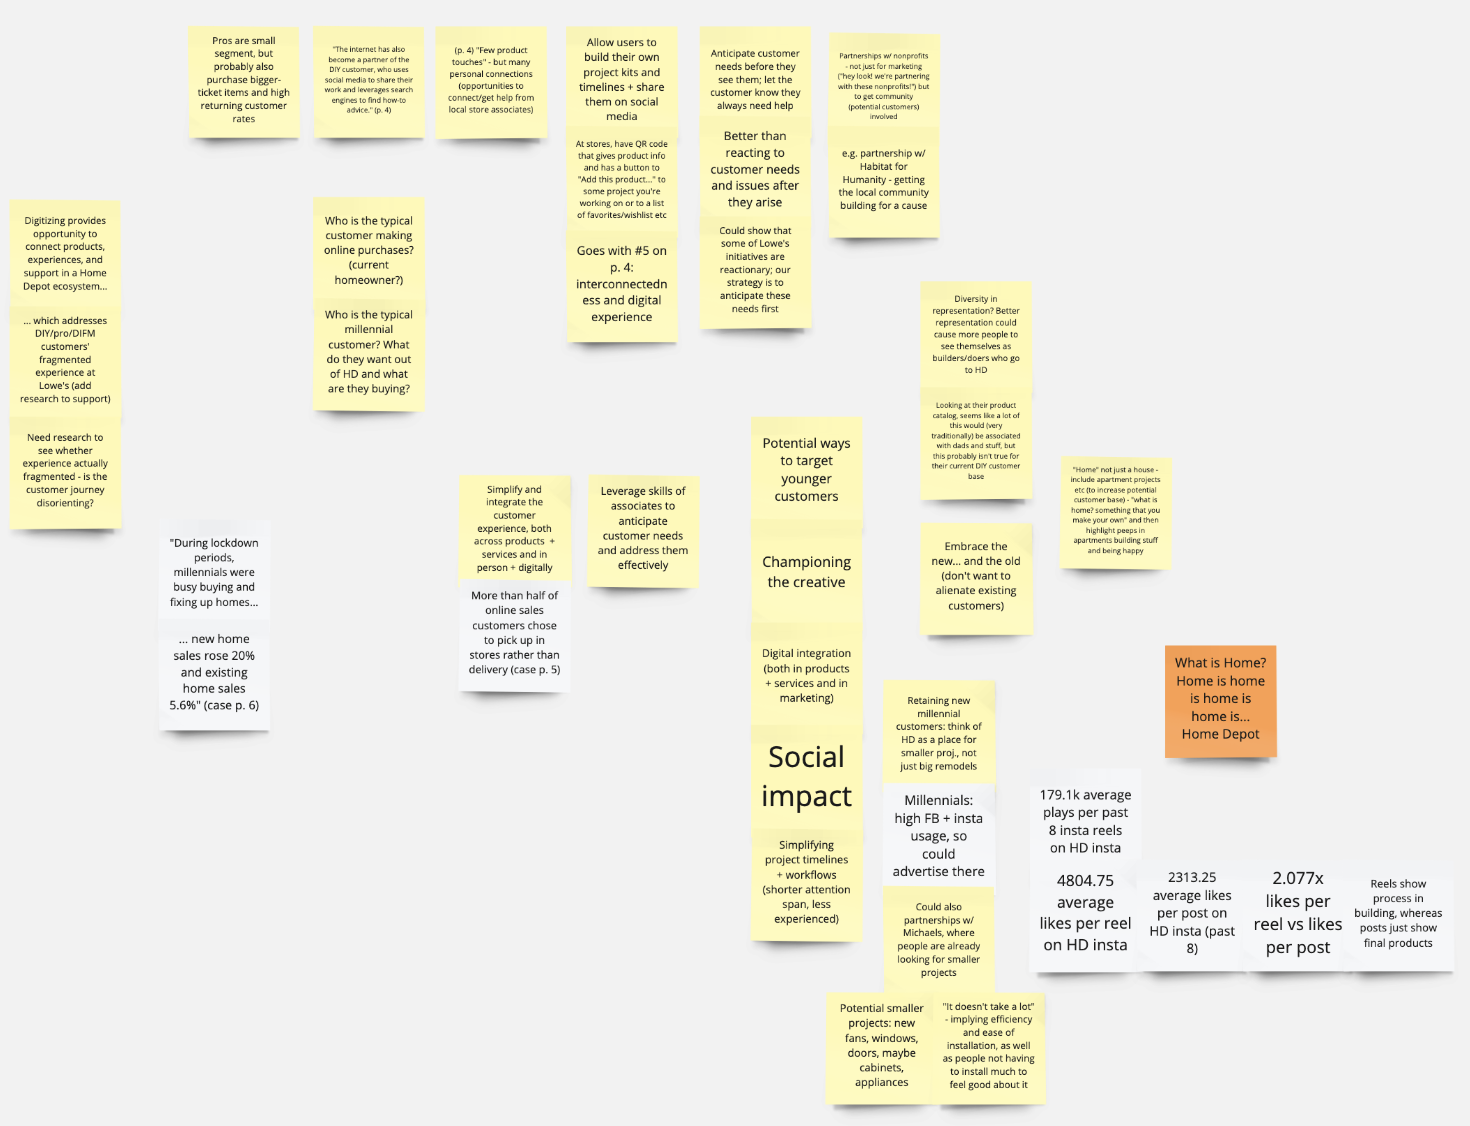 Pros are small
segment, but
probably also
purchase bigger-
ticket items and high
returning customer
rates
"The internet has also
become a partner of the
DIY customer, who uses
social media to share their
work and leverages search
engines to find how-to
advice." (p. 4)
(p. 4) "Few product
touches" - but many
personal connections
(opportunities to
connect/get help from
local store associates)
Allow users to
build their own
project kits and
timelines + share
them on social
media
At stores, have QR code
that gives product info
and has a button to
"Add this product..." to
some project you're
working on or to a list
of favorites/wishlist etc
Goes with #5 on
p. 4:
interconnectedn
ess and digital
experience
Anticipate customer
needs before they
see them; let the
customer know they
always need help
Better than
reacting to
customer needs
and issues after
they arise
Could show that
some of Lowe's
initiatives are
reactionary; our
strategy is to
anticipate these
needs first
Partnerships w/ nonprofits
- not just for marketing
("hey look! we're partnering
with these nonprofits!") but
to get community
(potential customers)
involved
e.g. partnership w/
Habitat for
Humanity - getting
the local community
building for a cause
Digitizing provides
opportunity to
connect products,
experiences, and
support in a Home
Depot ecosystem...
... which addresses
DIY/pro/DIFM
customers'
fragmented
experience at
Lowe's (add
research to support)
Need research to
see whether
experience actually
fragmented - is the
customer journey
disorienting?
Who is the typical
customer making
online purchases?
(current
homeowner?)
Who is the typical
millennial
customer? What
do they want out
of HD and what
are they buying?
Diversity in
representation? Better
representation could
cause more people to
see themselves as
builders/doers who go
to HD
Looking at their product
catalog, seems like a lot of
this would (very
traditionally) be associated
with dads and stuff, but
this probably isn't true for
their current DIY customer
base
"Home" not just a house -
include apartment projects
etc (to increase potential
customer base) - "what is
home? something that you
make your own" and then
highlight peeps in
apartments building stuff
and being happy
"During lockdown
periods,
millennials were
busy buying and
fixing up homes...
... new home
sales rose 20%
and existing
home sales
5.6%" (case p. 6)
Simplify and
integrate the
customer
experience, both
across products +
services and in
person + digitally
More than half of
online sales
customers chose
to pick up in
stores rather than
delivery (case p. 5)
Leverage skills of
associates to
anticipate
customer needs
and address them
effectively
Potential ways
to target
younger
customers
Championing
the creative
Digital integration
(both in products
+ services and in
marketing)
Social
impact
Simplifying
project timelines
+ workflows
(shorter attention
span, less
experienced)
Embrace the
new... and the old
(don't want to
alienate existing
customers)
What is Home?
Home is home
is home is
home is...
Home Depot
Retaining new
millennial
customers: think of
HD as a place for
smaller proj., not
just big remodels
Millennials:
high FB + insta
usage, so
could
advertise there
Could also
partnerships w/
Michaels, where
people are already
looking for smaller
projects
Potential smaller
projects: new
fans, windows,
doors, maybe
cabinets,
appliances
"It doesn't take a lot"
- implying efficiency
and ease of
installation, as well
as people not having
to install much to
feel good about it
179.1k average
plays per past
8 insta reels
on HD insta
4804.75
average
likes per reel
on HD insta
2313.25
average likes
per post on
HD insta (past
8)
2.077x
likes per
reel vs likes
per post
Reels show
process in
building, whereas
posts just show
final products